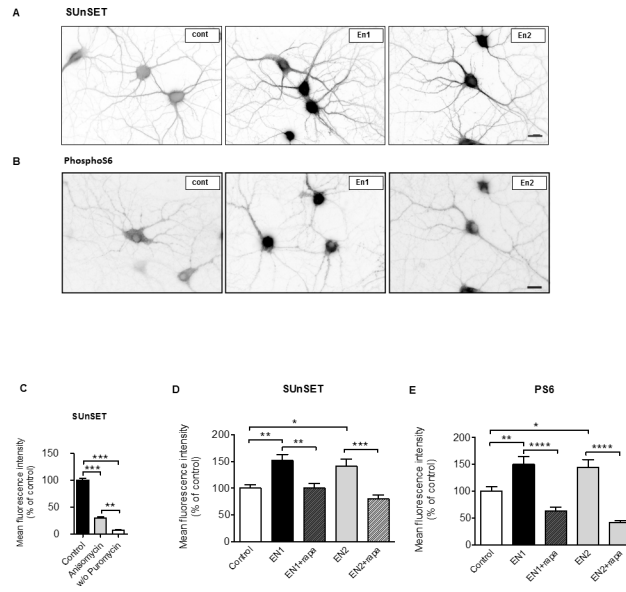 A
SUnSET
cont
En1
En2
B
PhosphoS6
cont
En1
En2
C
SUnSET
Mean fluorescence intensity
(% of control)
150
100
50
0
***
***
**
Control
Anisomycin
w/o Puromycin
D
SUnSET
Mean fluorescence intensity
(% of control)
200
150
100
50
0
*
**
**
***
Control
EN1
EN1+rapa
EN2
EN2+rapa
E
PS6
Mean fluorescence intensity
(% of control)
200
150
100
50
0
*
**
****
****
Control
EN1
EN1+rapa
EN2
EN2+rapa